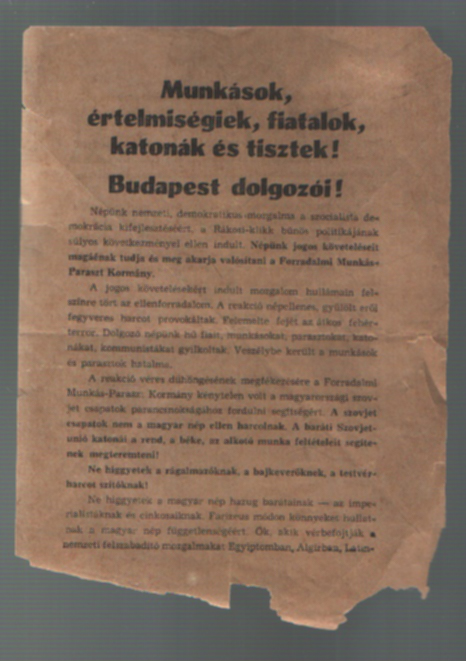 Munkások,
értelmiségiek, fiatalok,
katonák és tisztek!
Budapest dolgozói!
Népünk nemzeti, demokratikus mozgalma a szocialista de-
mokrácia kifejlesztéséért, a Rákosi-klikk bűnös politikájának
súlyos következményei ellen indult. Népünk jogos követeléseit
magáénak tudja és meg akarja valósítani a Forradalmi Munkás-
Paraszt Kormány.
A jogos követelésekért indult mozgalom hullámain fel-
színre tört az ellenforradalom. A reakció népellenes, gyűlölt erői
fegyveres harcot provokáltak. Felemelte fejét az átkos fehér-
terror. Dolgozó népünk hű fiait, munkásokat, parasztokat, kato-
nákat, kommunistákat gyilkoltak. Veszélybe került a munkások
és parasztok hatalma.
A reakció véres dühöngésének megfékezésére a Forradalmi
Munkás-Paraszt Kormány kénytelen volt a magyarországi szov-
jet csapatok parancsnokságához fordulni segítségért. A szovjet
csapatok nem a magyar nép ellen harcolnak. A baráti Szovjet-
unió katonái a rend, a béke, az alkotó munka feltételeit segíte-
nek megteremteni!
Ne higgyetek a rágalmazóknak, a bajkeverőknek, a testvér-
harcot szítóknak!
Ne higgyetek a magyar nép hazug barátainak — az impe-
rialistáknak és cinkosaiknak. Farizeus módon könnyeket hullat-
nak a magyar nép függetlenségéért. Ők, akik vérbefojtják a
nemzeti felszabadító mozgalmakat Egyiptomban, Algírban, Latin-